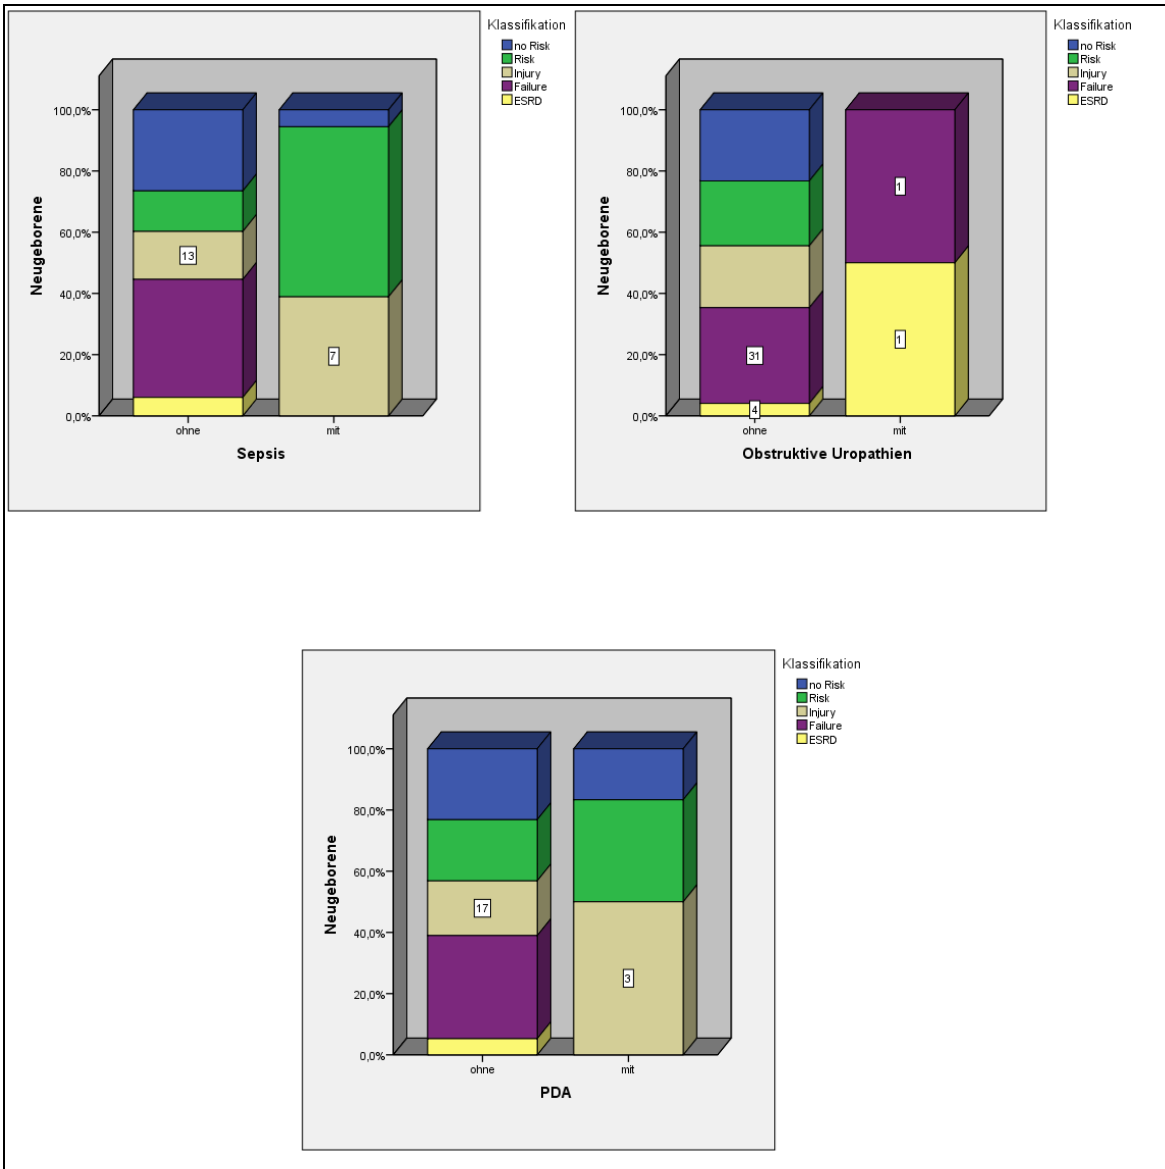 Klassifikation
no Risk
Risk
Injury
Failure
ESRD
Neugeborene
100,0%
80,0%
60,0%
40,0%
20,0%
0,0%
13
7
ohne
mit
Sepsis
Klassifikation
no Risk
Risk
Injury
Failure
ESRD
Neugeborene
100,0%
80,0%
60,0%
40,0%
20,0%
0,0%
1
31
1
4
ohne
mit
Obstruktive Uropathien
Klassifikation
no Risk
Risk
Injury
Failure
ESRD
Neugeborene
100,0%
80,0%
60,0%
40,0%
20,0%
0,0%
17
3
ohne
mit
PDA